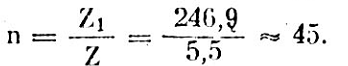 n = Z₁/Z = 246,9/5,5 ≈ 45.